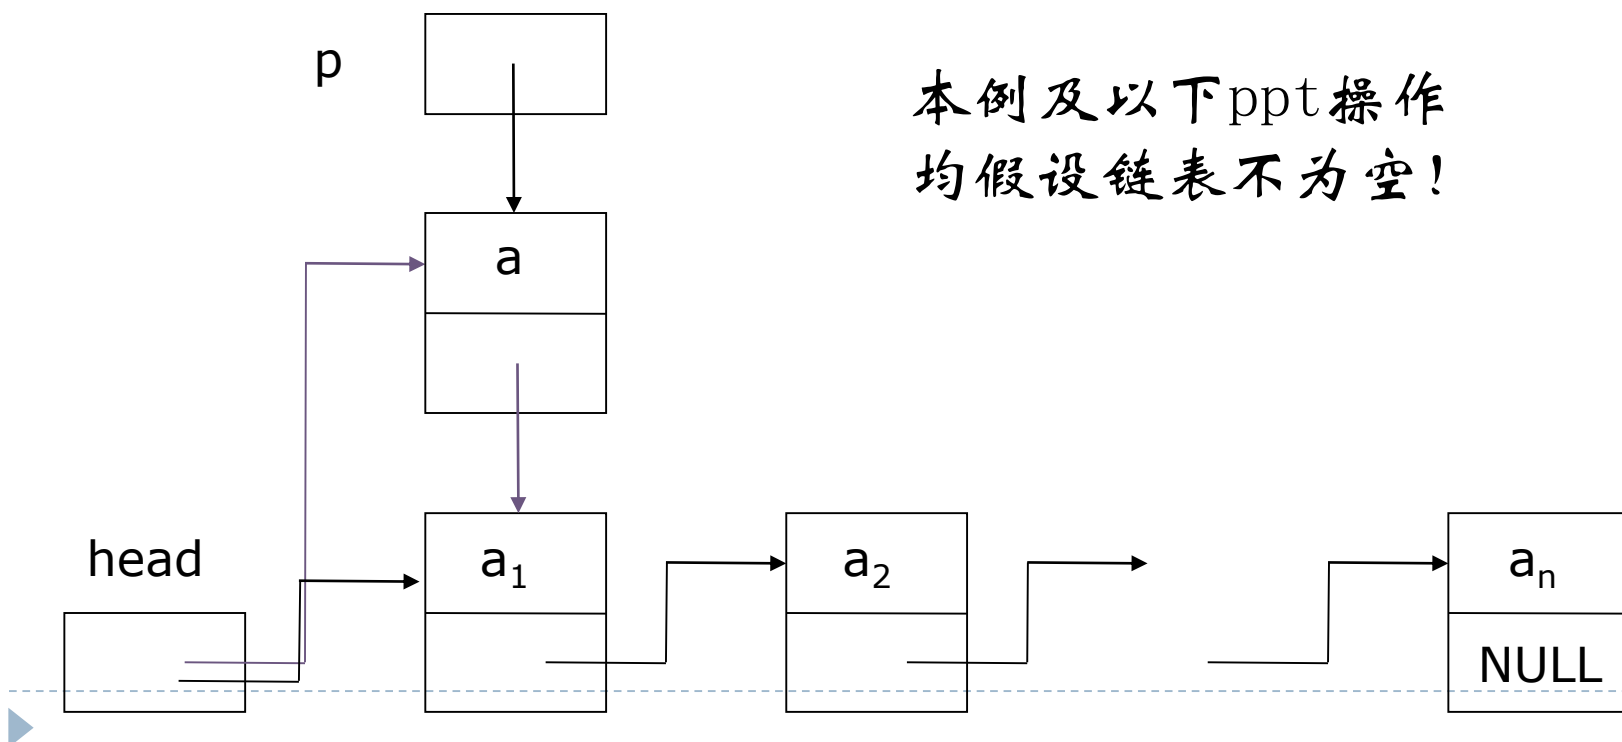 p
本例及以下ppt操作
均假设链表不为空!
a
head
a₁
a₂
aₙ
NULL